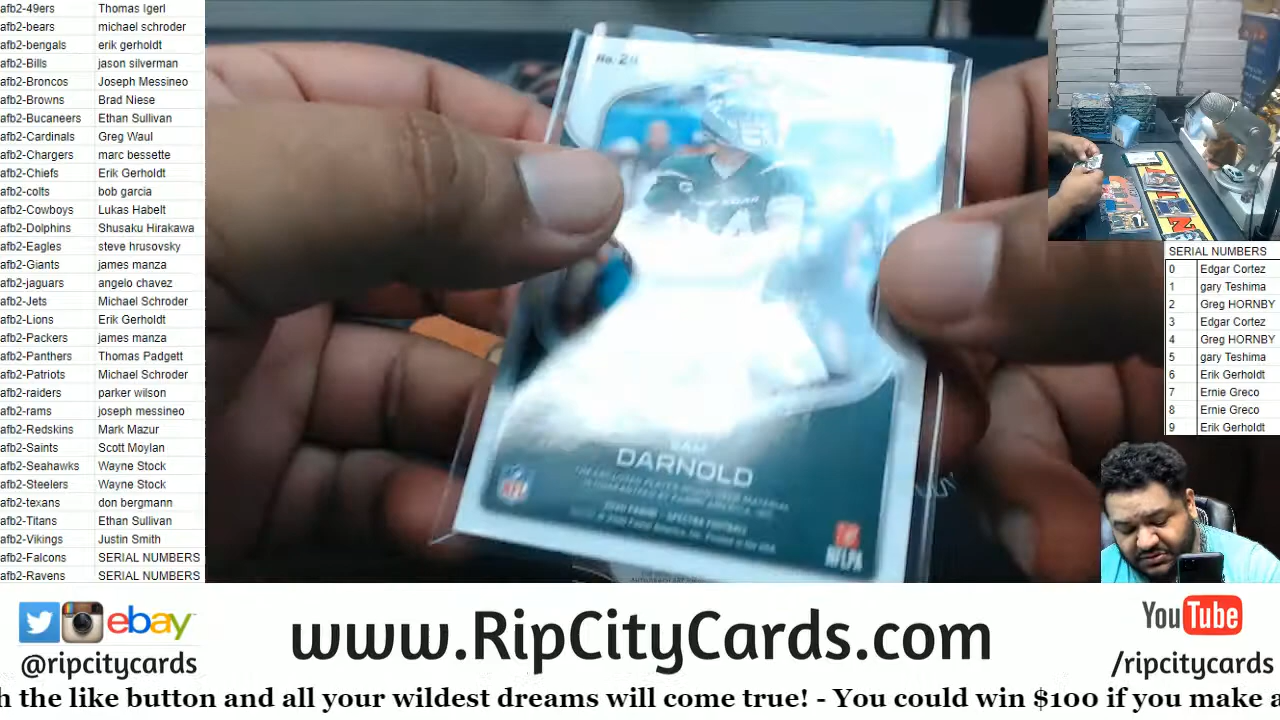 afb2-49ers Thomas Igerl
afb2-bears michael schroder
afb2-bengals erik gerholdt
afb2-Bills jason silverman
afb2-Broncos Joseph Messineo
afb2-Browns Brad Niese
afb2-Bucaneers Ethan Sullivan
afb2-Cardinals Greg Waul
afb2-Chargers marc bessette
afb2-Chiefs Erik Gerholdt
afb2-colts bob garcia
afb2-Cowboys Lukas Habelt
afb2-Dolphins Shusaku Hirakawa
afb2-Eagles steve hrusovsky
afb2-Giants james manza
afb2-jaguars angelo chavez
afb2-Jets Michael Schroder
afb2-Lions Erik Gerholdt
afb2-Packers james manza
afb2-Panthers Thomas Padgett
afb2-Patriots Michael Schroder
afb2-raiders parker wilson
afb2-rams joseph messineo
afb2-Redskins Mark Mazur
afb2-Saints Scott Moylan
afb2-Seahawks Wayne Stock
afb2-Steelers Wayne Stock
afb2-texans don bergmann
afb2-Titans Ethan Sullivan
afb2-Vikings Justin Smith
afb2-Falcons SERIAL NUMBERS
afb2-Ravens SERIAL NUMBERS
SAM
DARNOLD
NFL
NFLPA
SERIAL NUMBERS
0 Edgar Cortez
1 gary Teshima
2 Greg HORNBY
3 Edgar Cortez
4 Greg HORNBY
5 gary Teshima
6 Erik Gerholdt
7 Ernie Greco
8 Ernie Greco
9 Erik Gerholdt
ebay
@ripcitycards
www.RipCityCards.com
YouTube
/ripcitycards
h the like button and all your wildest dreams will come true! - You could win $100 if you make a